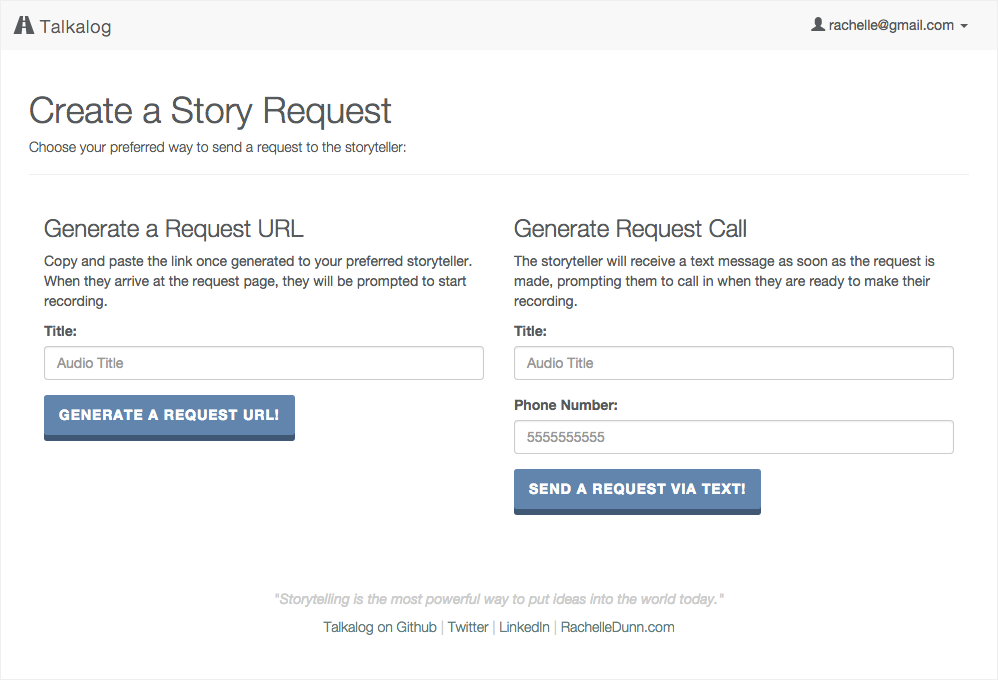 Talkalog
rachelle@gmail.com
Create a Story Request
Choose your preferred way to send a request to the storyteller:
Generate a Request URL
Copy and paste the link once generated to your preferred storyteller.
When they arrive at the request page, they will be prompted to start
recording.
Title:
Audio Title
GENERATE A REQUEST URL!
Generate Request Call
The storyteller will receive a text message as soon as the request is
made, prompting them to call in when they are ready to make their
recording.
Title:
Audio Title
Phone Number:
5555555555
SEND A REQUEST VIA TEXT!
"Storytelling is the most powerful way to put ideas into the world today."
Talkalog on Github | Twitter | LinkedIn | RachelleDunn.com